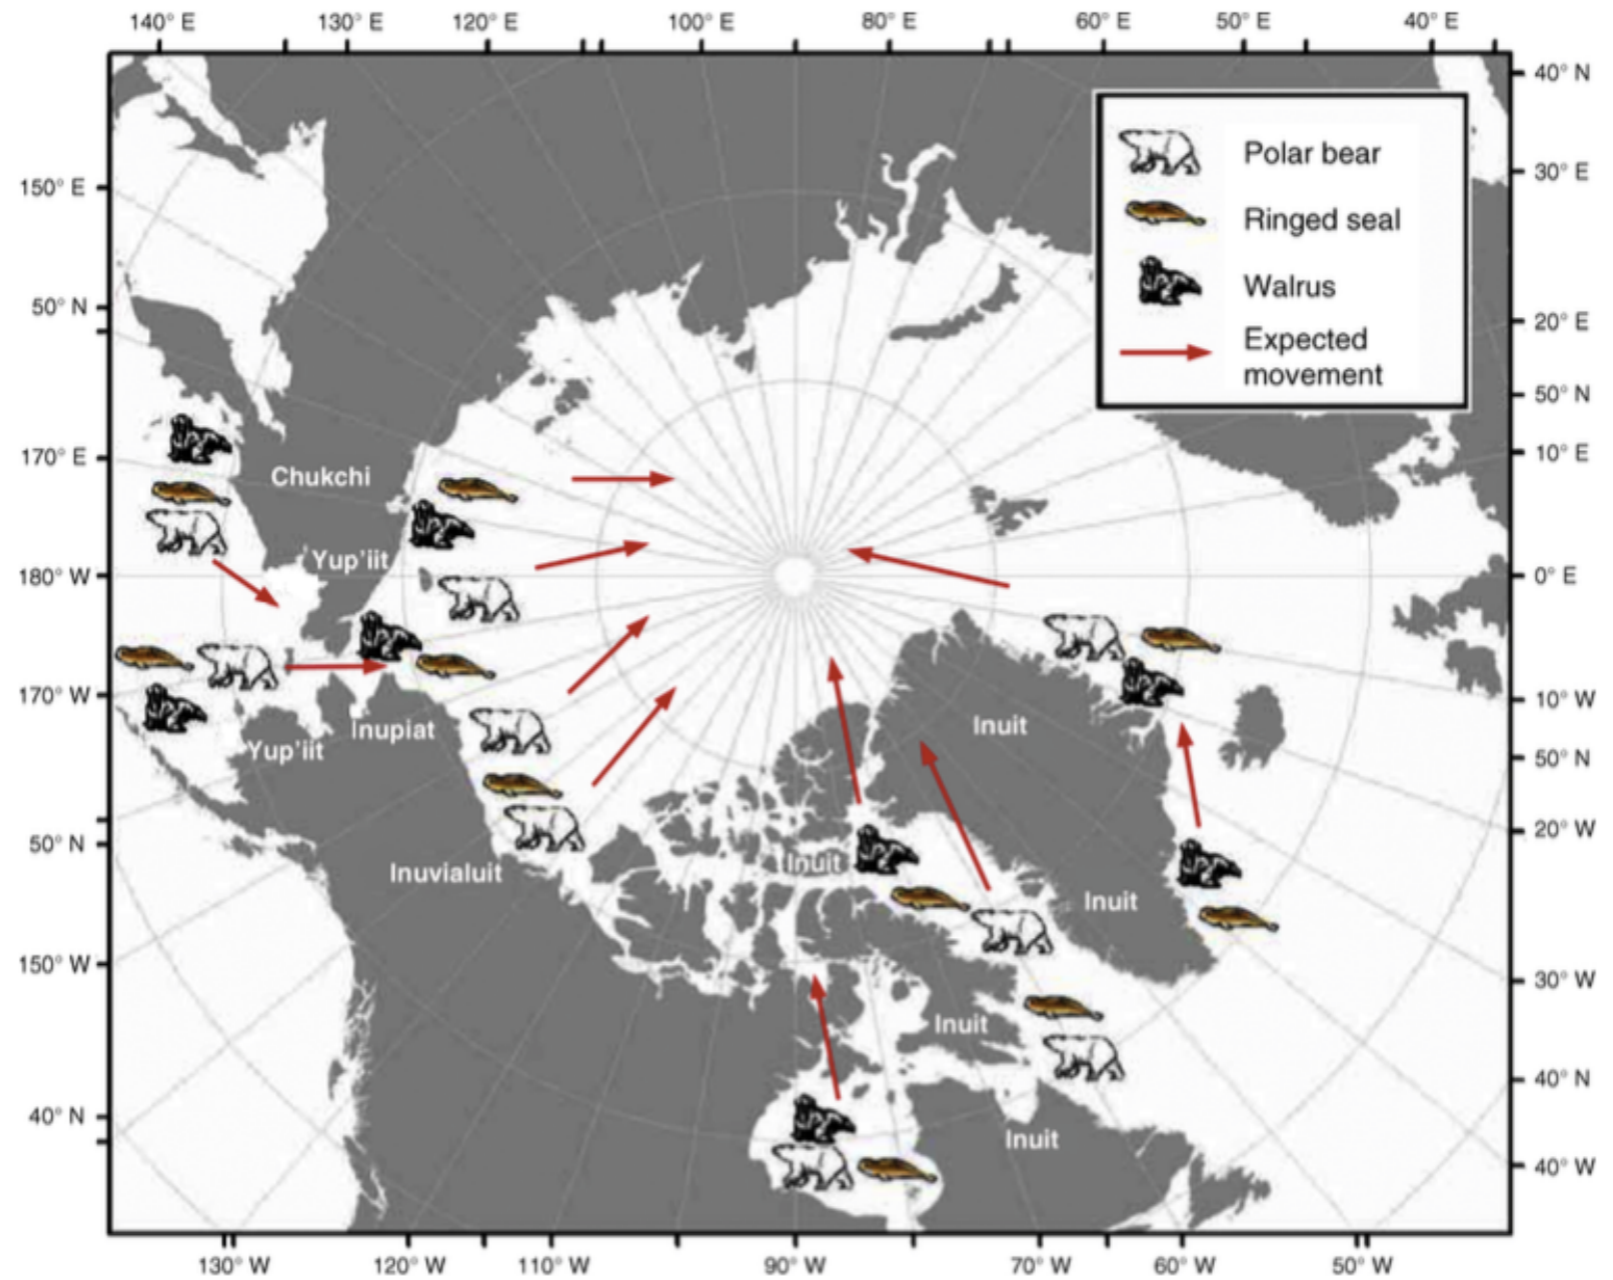 140° E
130° E
120° E
100° E
80° E
60° E
50° E
40° E
40° N
Polar bear
30° E
150° E
Ringed seal
Walrus
50° N
20° E
Expected
movement
50° N
170° E
10° E
Chukchi
Yup'iit
180° W
0° E
170° W
10° W
Inuit
Inupiat
Yup'iit
50° N
20° W
50° N
Inuit
Inuvialuit
Inuit
150° W
30° W
Inuit
40° N
40° N
Inuit
40° W
130° W
120° W
110° W
90° W
70° W
60° W
50° W